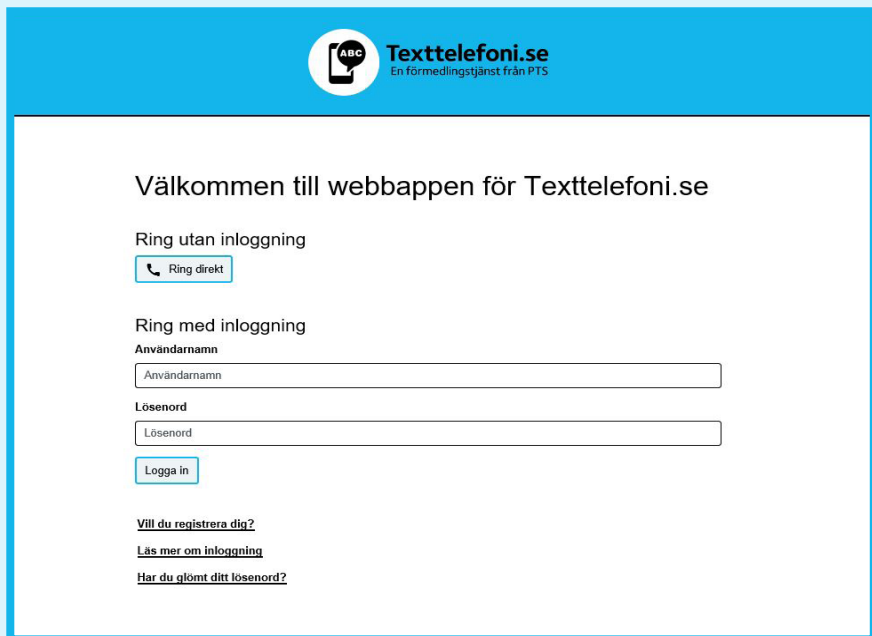 ABC
Texttelefoni.se
En förmedlingstjänst från PTS
Välkommen till webbappen för Texttelefoni.se
Ring utan inloggning
Ring direkt
Ring med inloggning
Användarnamn
Användarnamn
Lösenord
Lösenord
Logga in
Vill du registrera dig?
Läs mer om inloggning
Har du glömt ditt lösenord?